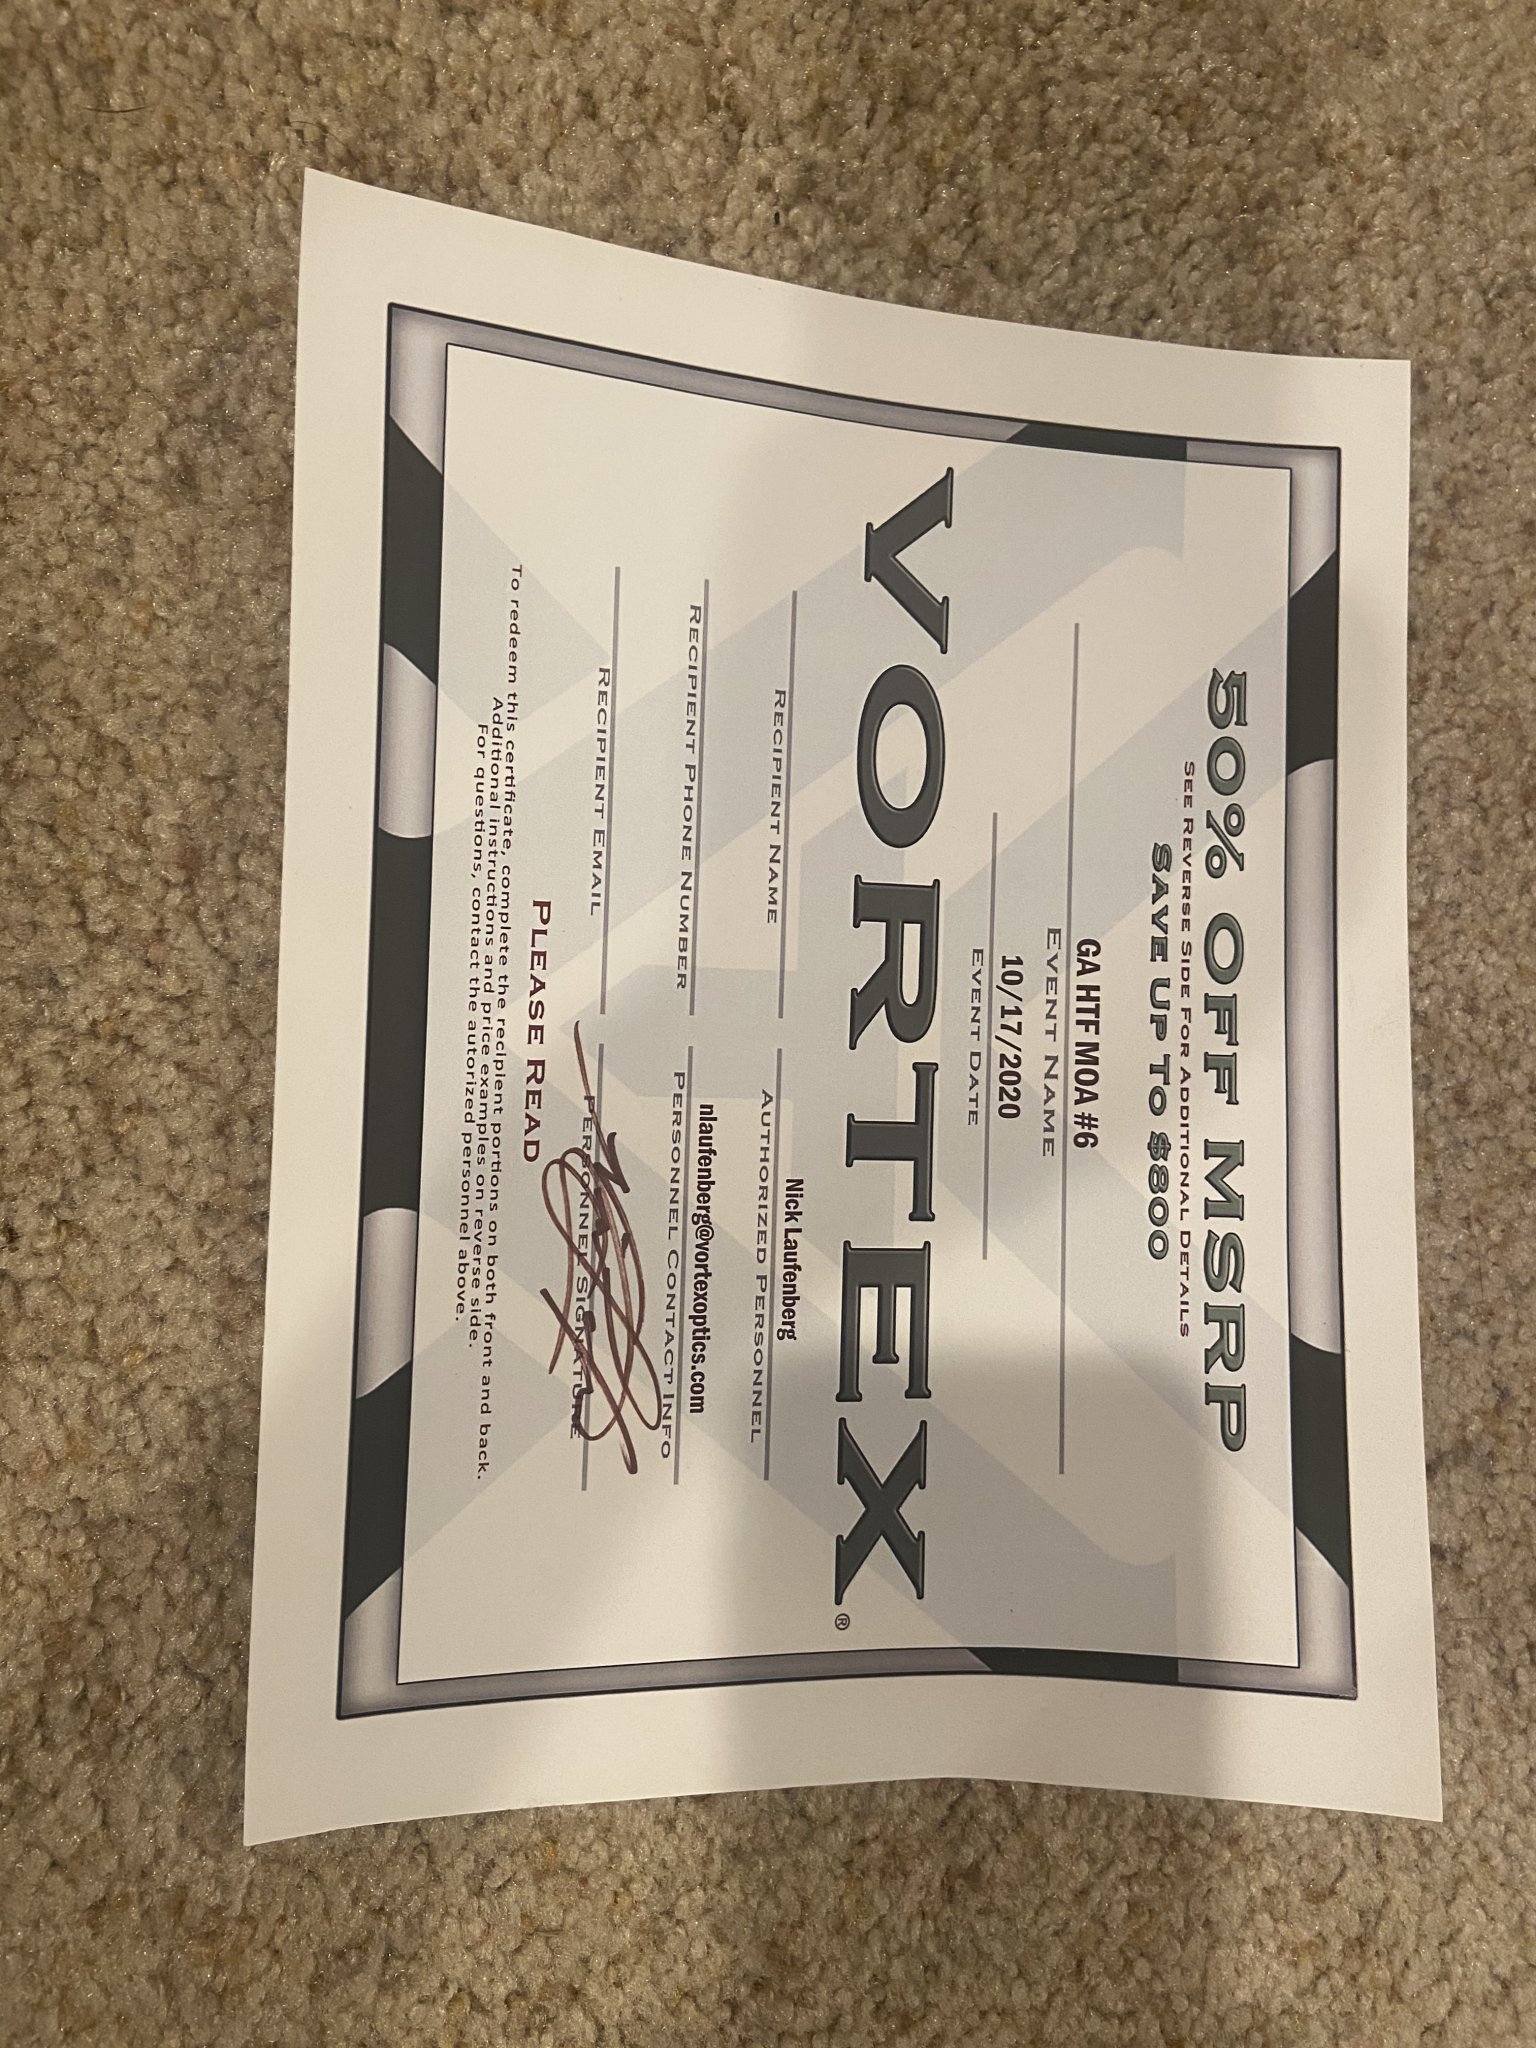 50% OFF MSRP
SEE REVERSE SIDE FOR ADDITIONAL DETAILS
SAVE UP TO $800
GA HTF MOA #6
EVENT NAME
10/17/2020
EVENT DATE
VORTEX®
RECIPIENT NAME
Nick Laufenberg
AUTHORIZED PERSONNEL
RECIPIENT PHONE NUMBER
nlaufenberg@vortexoptics.com
PERSONNEL CONTACT INFO
RECIPIENT EMAIL
PERSONNEL SIGNATURE
PLEASE READ
To redeem this certificate, complete the recipient portions on both front and back.
Additional instructions and price examples on reverse side.
For questions, contact the autorized personnel above.